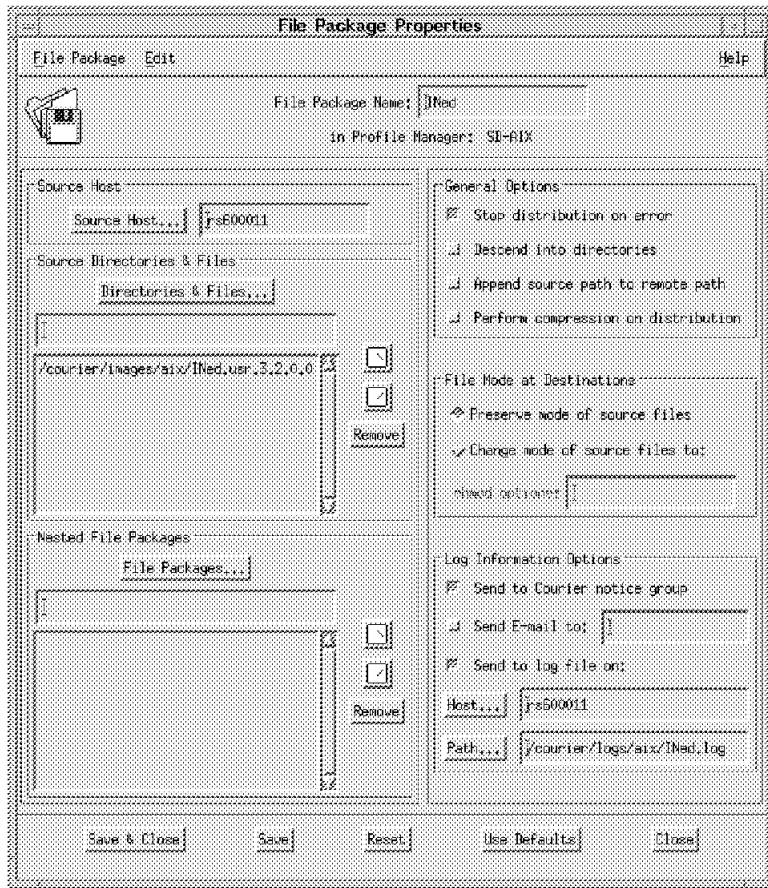 File Package Properties
File Package Edit Help
File Package Name: INed
in Profile Manager: SD-AIX
Source Host
Source Host... rs600011
Source Directories & Files
Directories & Files...
/courier/images/aix/INed.usr.3.2.0.0
Remove
Nested File Packages
File Packages...
Remove
General Options
Stop distribution on error
Descend into directories
Append source path to remote path
Perform compression on distribution
File Mode at Destinations
Preserve mode of source files
Change mode of source files to:
chmod options:
Log Information Options
Send to Courier notice group
Send E-mail to:
Send to log file on:
Host... rs600011
Path... /courier/logs/aix/INed.log
Save & Close Save Reset Use Defaults Close